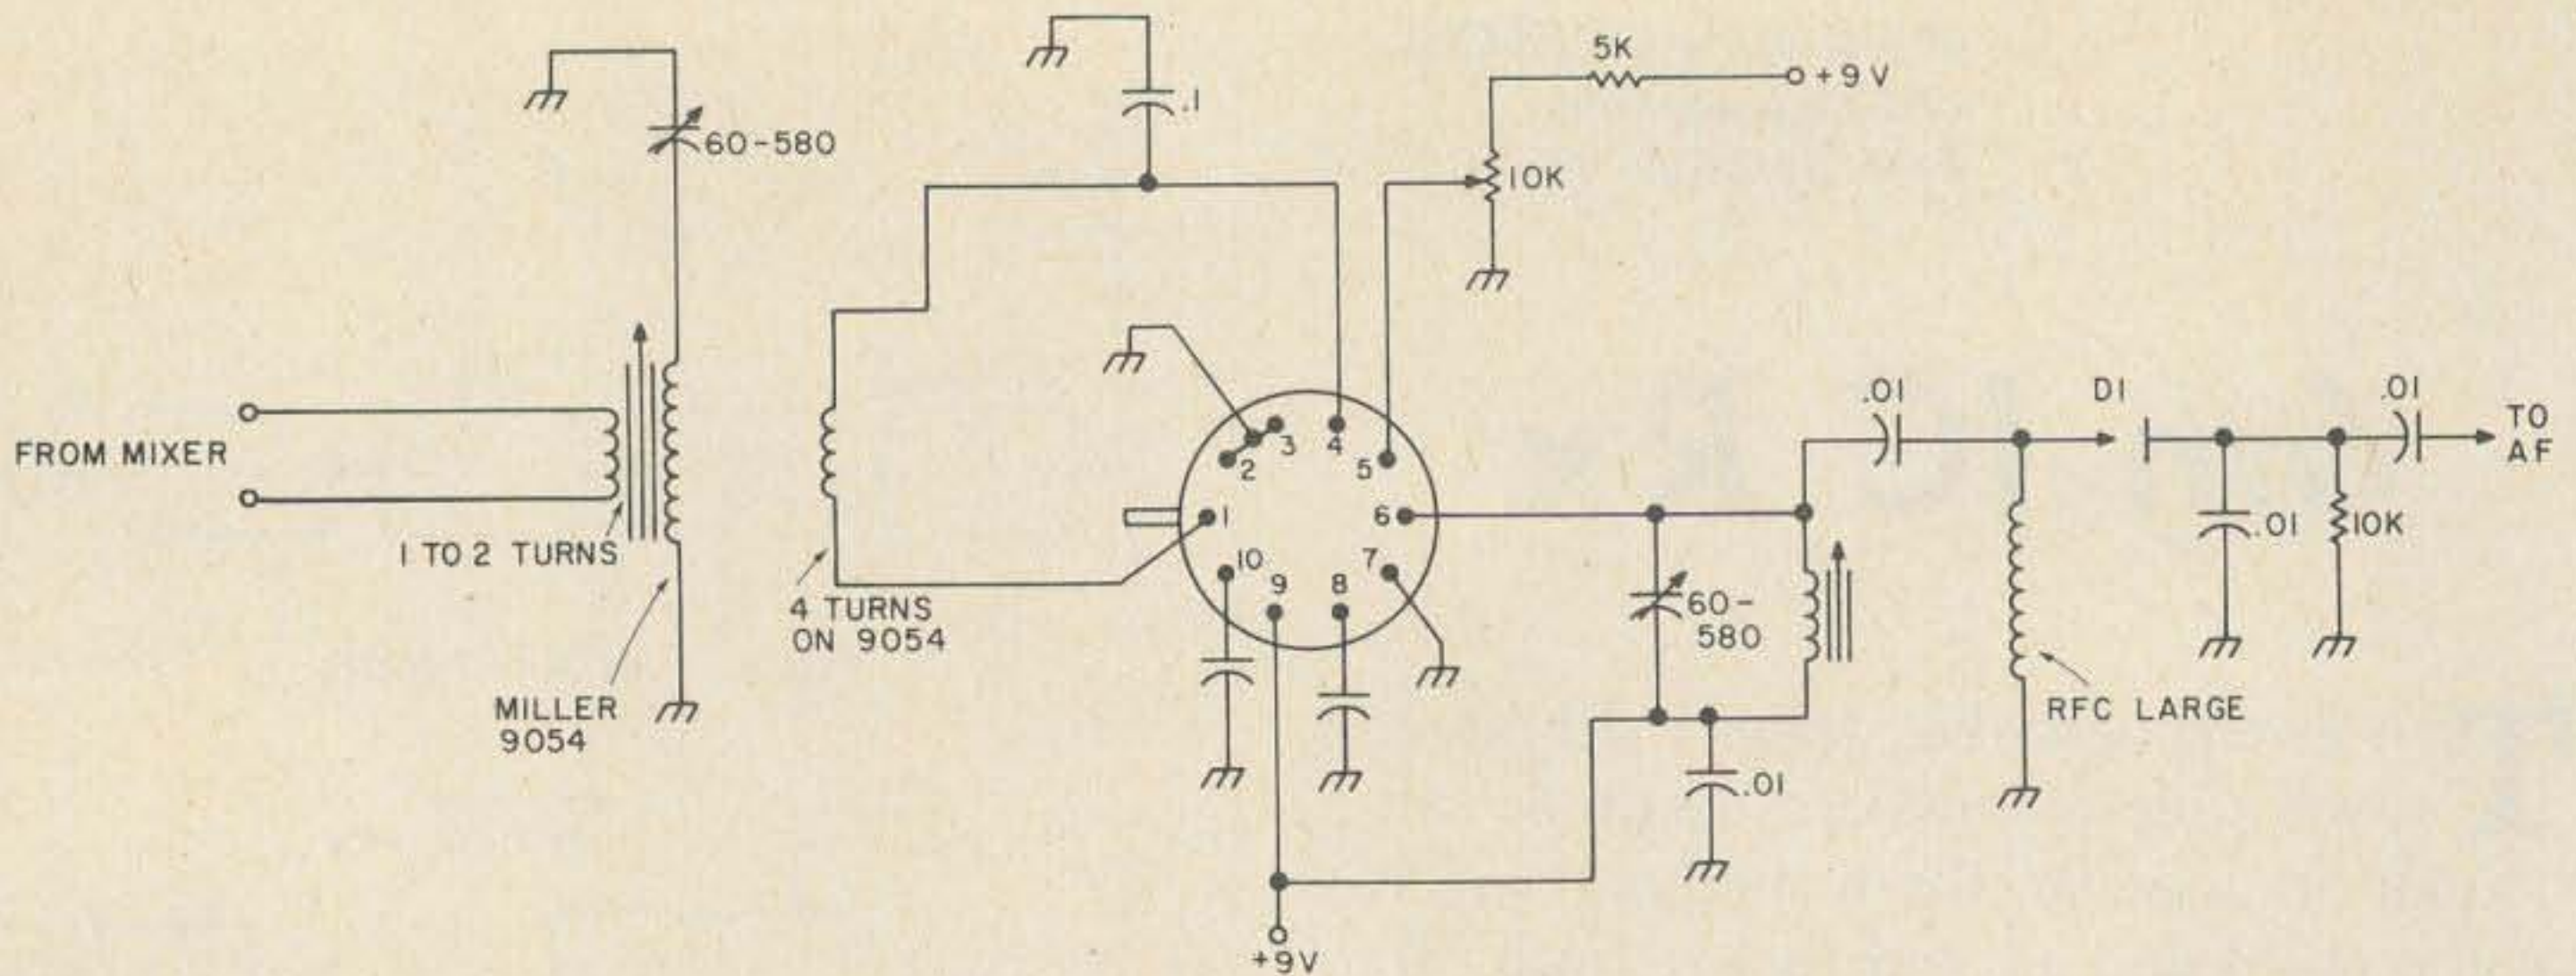 60-580
.1
5K
+9V
10K
FROM MIXER
1 TO 2 TURNS
MILLER
9054
4 TURNS
ON 9054
1
2
3
4
5
6
7
8
9
10
+9V
60-
580
.01
.01
D1
RFC LARGE
.01
10K
.01
TO
AF